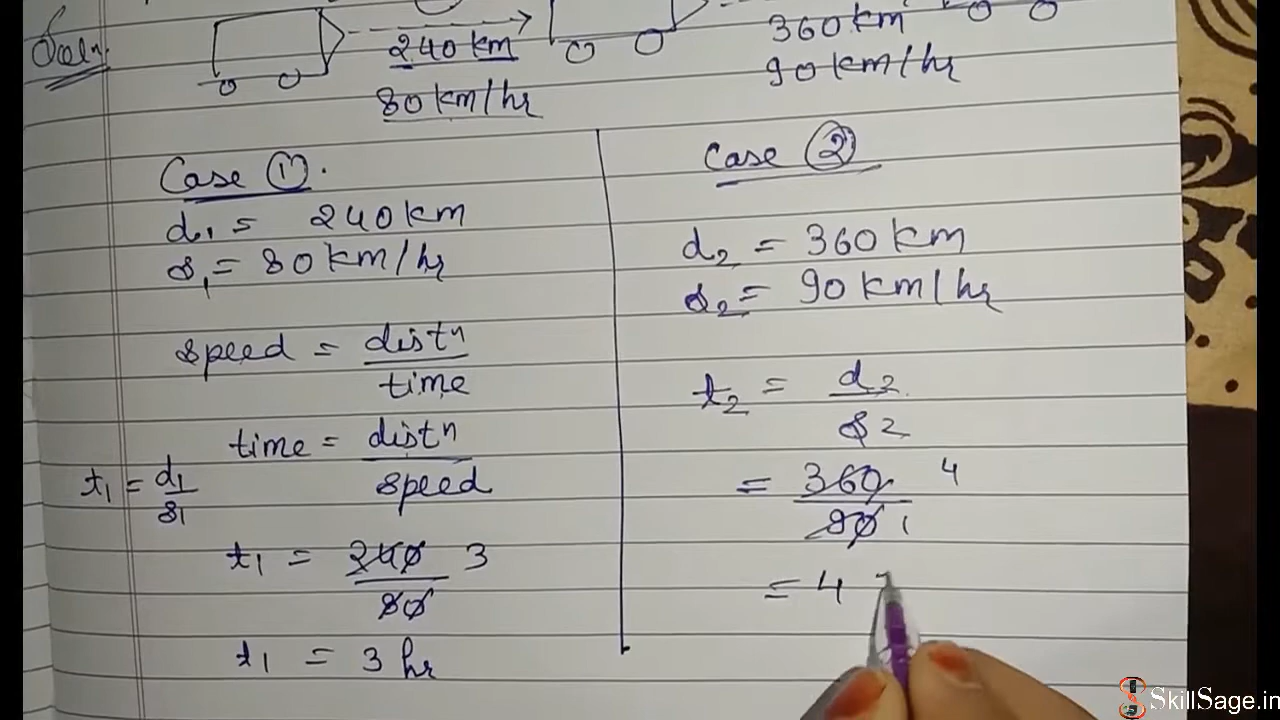 Soln
240 km
80 km/hr
360 km
90 km/hr
Case ①.
d₁ = 240 km
s₁ = 80 km/hr
speed = distⁿ
time
time = distⁿ
speed
t₁ = d₁
s₁
t₁ = 240 3
80
t₁ = 3 hr
Case ②
d₂ = 360 km
s₂ = 90 km/hr
t₂ = d₂
s₂
= 360 4
90 1
= 4
SkillSage.in